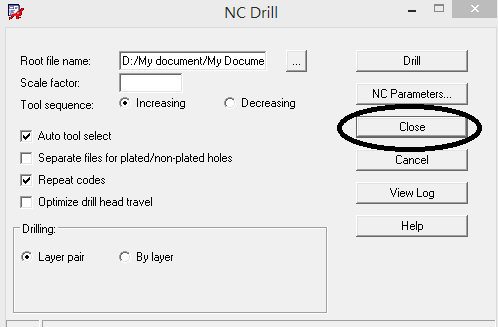 NC Drill
Root file name: D:/My document/My Docume ... Drill
Scale factor: NC Parameters...
Tool sequence: Increasing Decreasing Close
Auto tool select Cancel
Separate files for plated/non-plated holes
Repeat codes View Log
Optimize drill head travel
Drilling: Help
Layer pair By layer